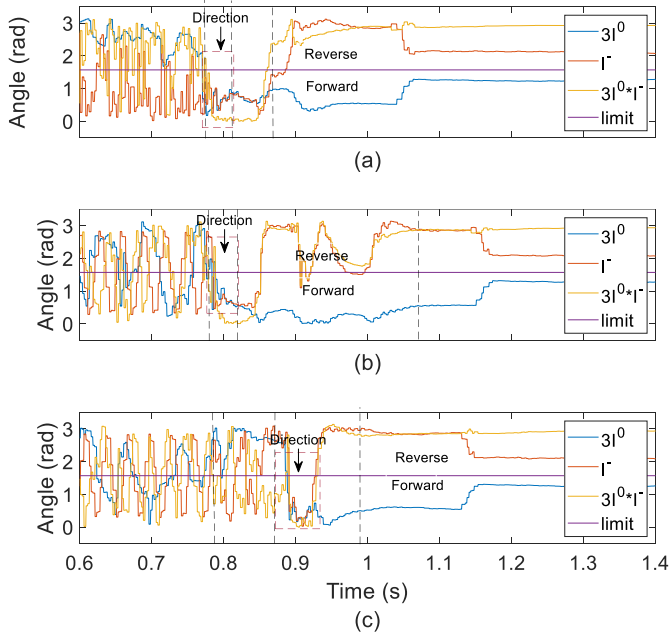 Direction
3
2
1
0
Angle (rad)
Reverse
Forward
3I⁰
I⁻
3I⁰*I⁻
limit
(a)
Direction
3
2
1
0
Angle (rad)
Reverse
Forward
3I⁰
I⁻
3I⁰*I⁻
limit
(b)
Direction
3
2
1
0
Angle (rad)
Reverse
Forward
3I⁰
I⁻
3I⁰*I⁻
limit
0.6 0.7 0.8 0.9 1 1.1 1.2 1.3 1.4
Time (s)
(c)